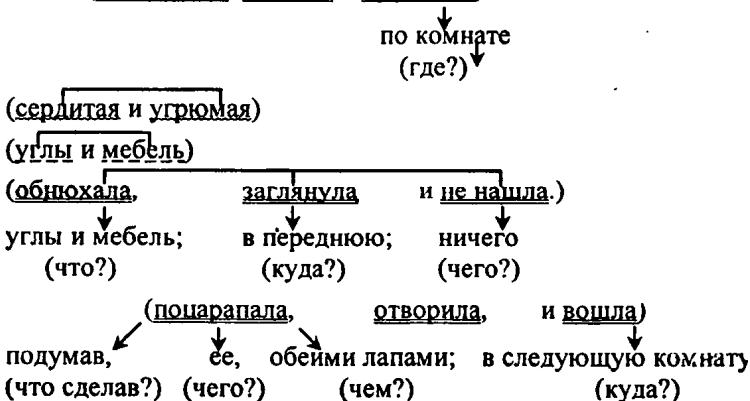 по комнате
(где?)
(сердитая и угрюмая)
(углы и мебель)
(обнюхала, заглянула и не нашла.)
углы и мебель; в переднюю; ничего
(что?) (куда?) (чего?)
(поцарапала, отворила, и вошла)
подумав, ее, обеими лапами; в следующую комнату
(что сделав?) (чего?) (чем?) (куда?)